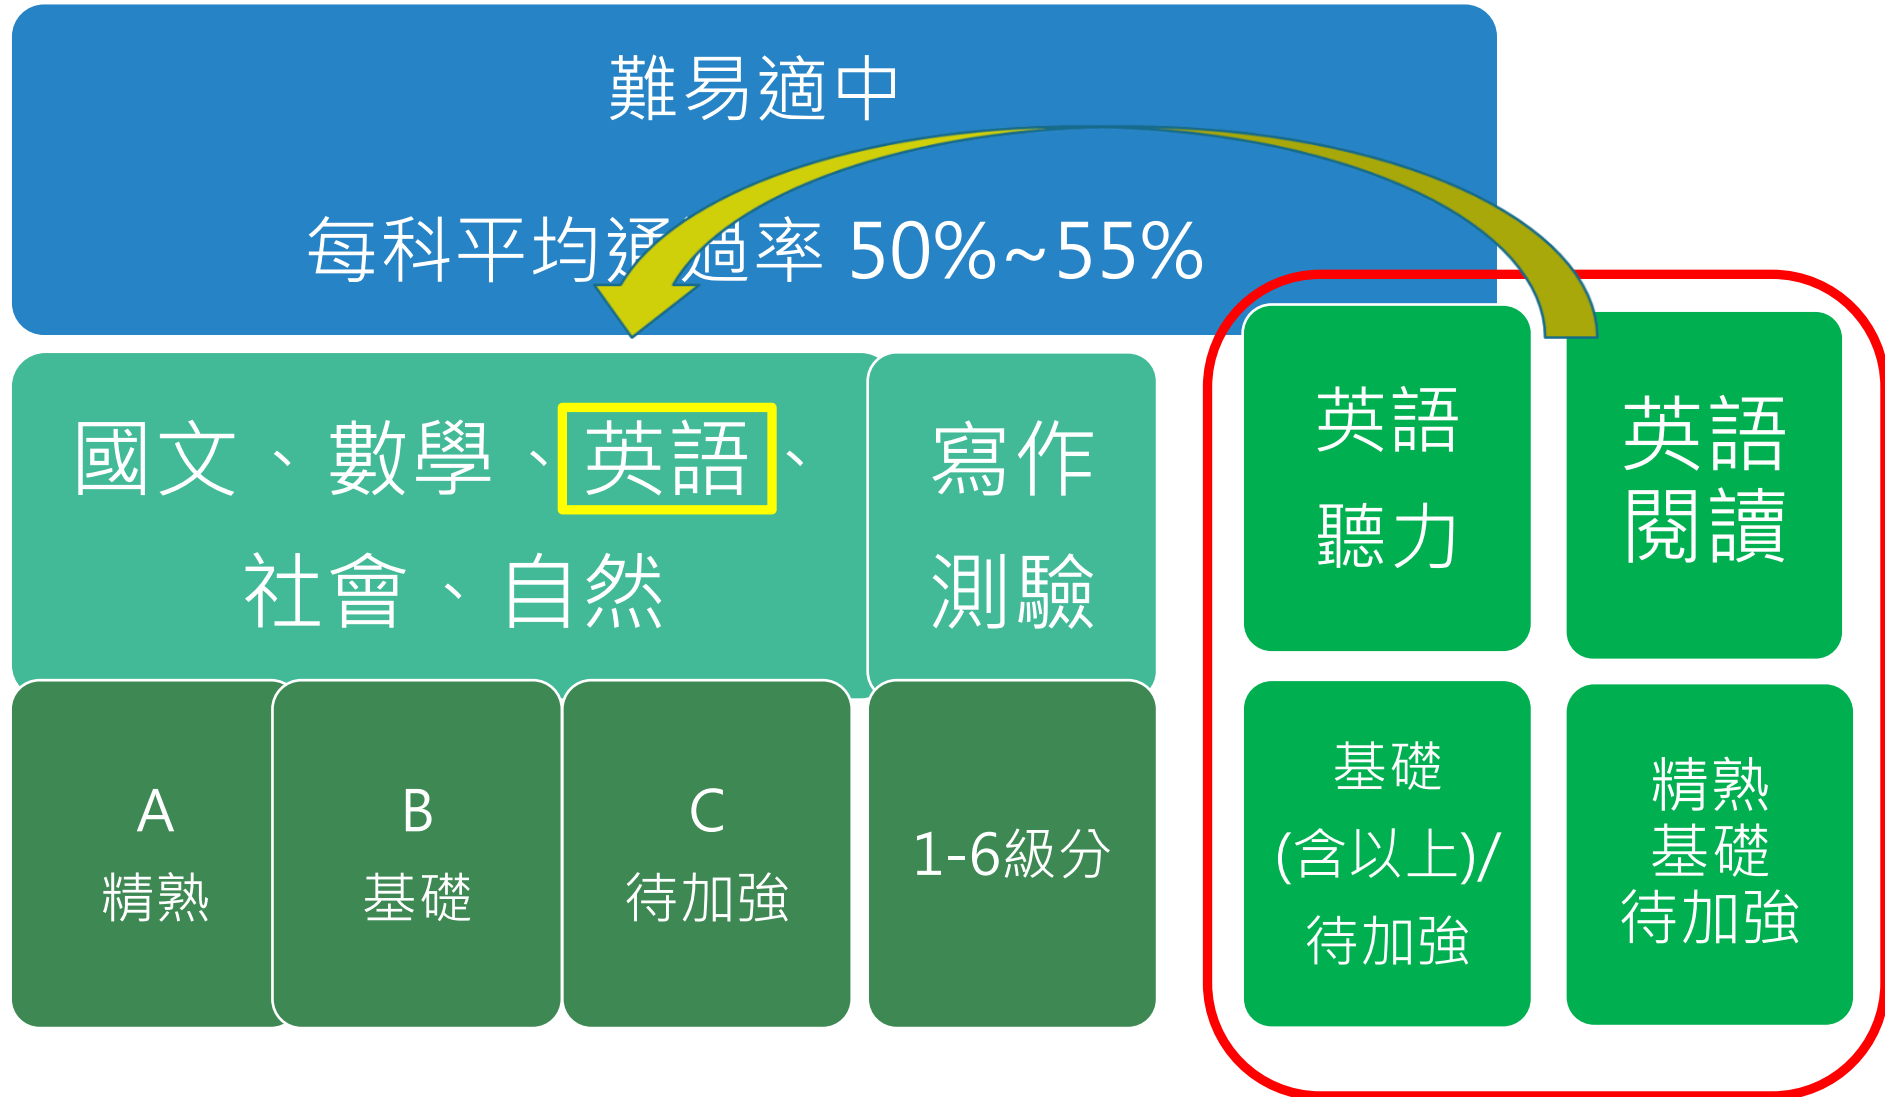 難易適中
每科平均通過率 50%~55%
國文、數學、英語、
社會、自然
寫作
測驗
英語
聽力
英語
閱讀
A
精熟
B
基礎
C
待加強
1-6級分
基礎
(含以上)/
待加強
精熟
基礎
待加強